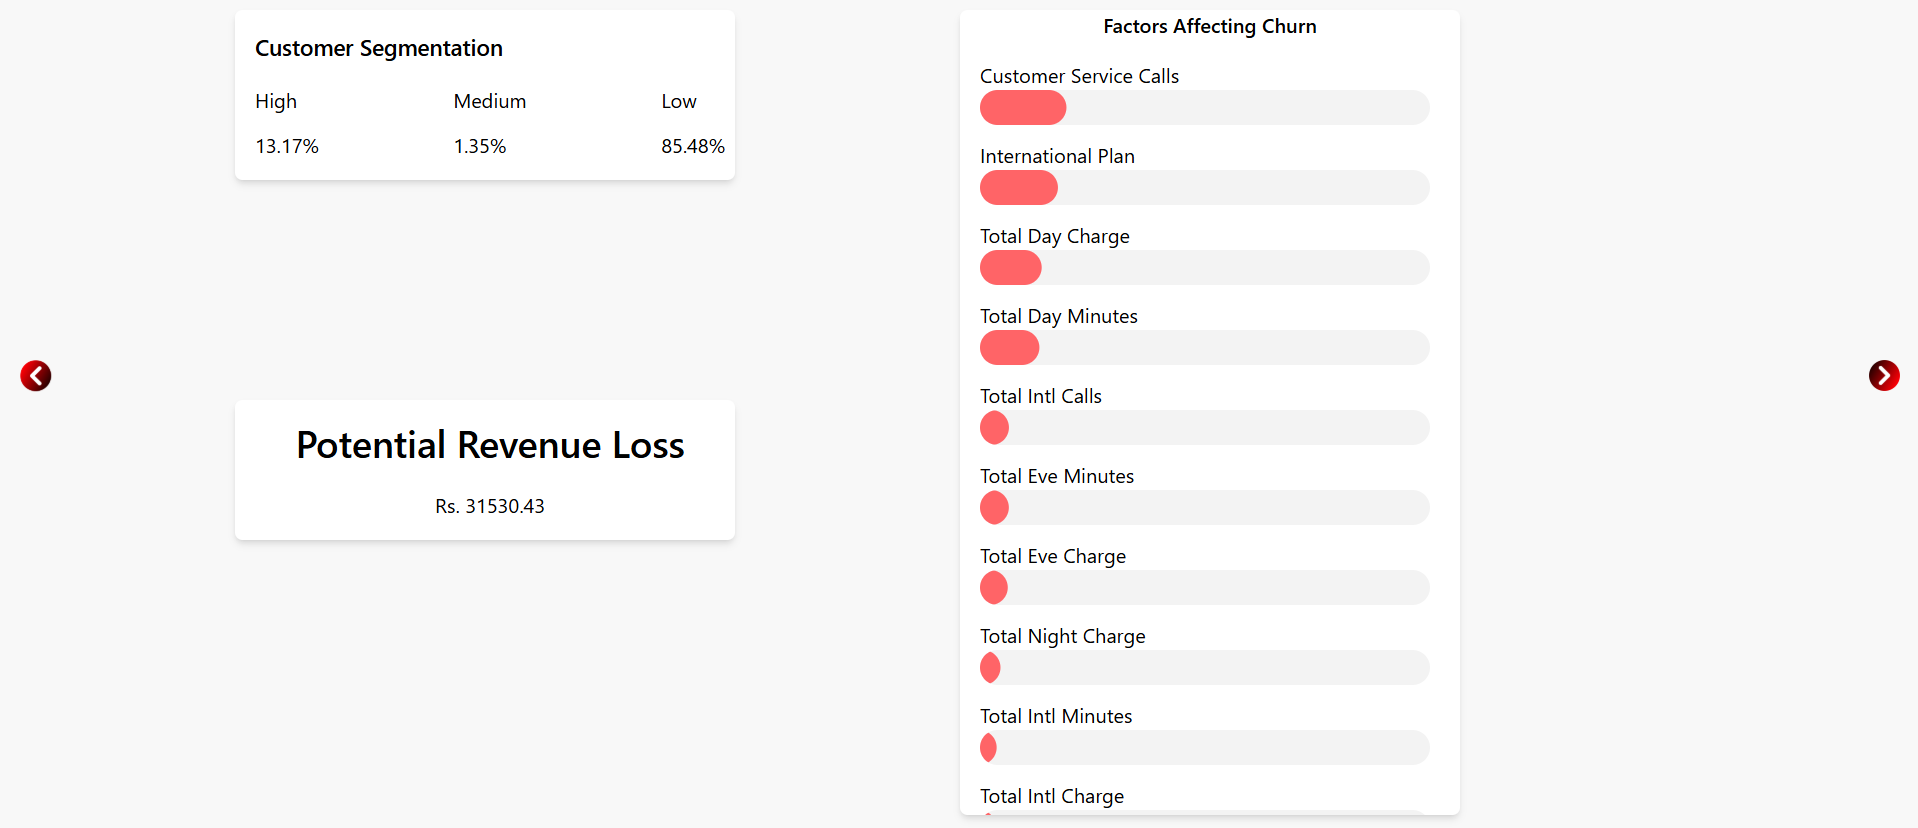 Customer Segmentation
High Medium Low
13.17% 1.35% 85.48%
Potential Revenue Loss
Rs. 31530.43
Factors Affecting Churn
Customer Service Calls
International Plan
Total Day Charge
Total Day Minutes
Total Intl Calls
Total Eve Minutes
Total Eve Charge
Total Night Charge
Total Intl Minutes
Total Intl Charge